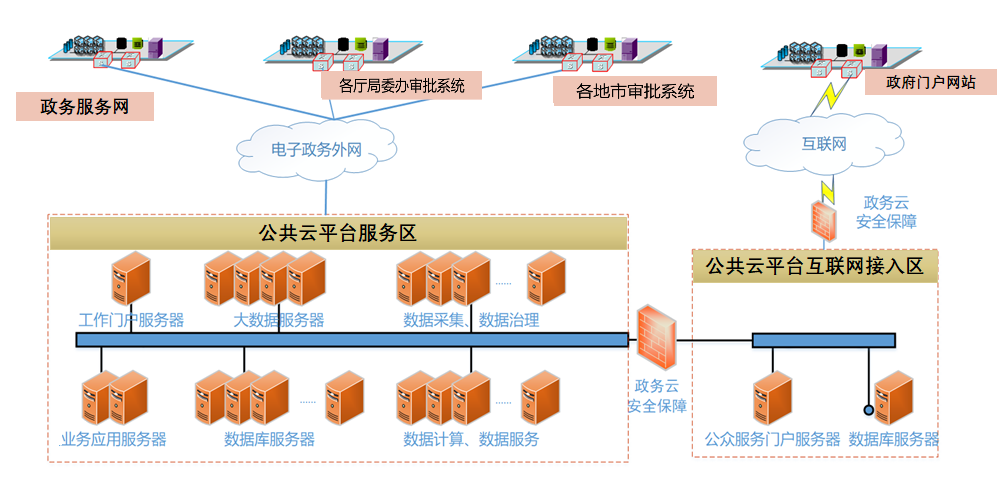 政务服务网
各厅局委办审批系统
各地市审批系统
政府门户网站
电子政务外网
互联网
政务云
安全保障
公共云平台服务区
公共云平台互联网接入区
......
工作门户服务器
大数据服务器
数据采集、数据治理
政务云
安全保障
......
......
业务应用服务器
数据库服务器
数据计算、数据服务
公众服务门户服务器
数据库服务器